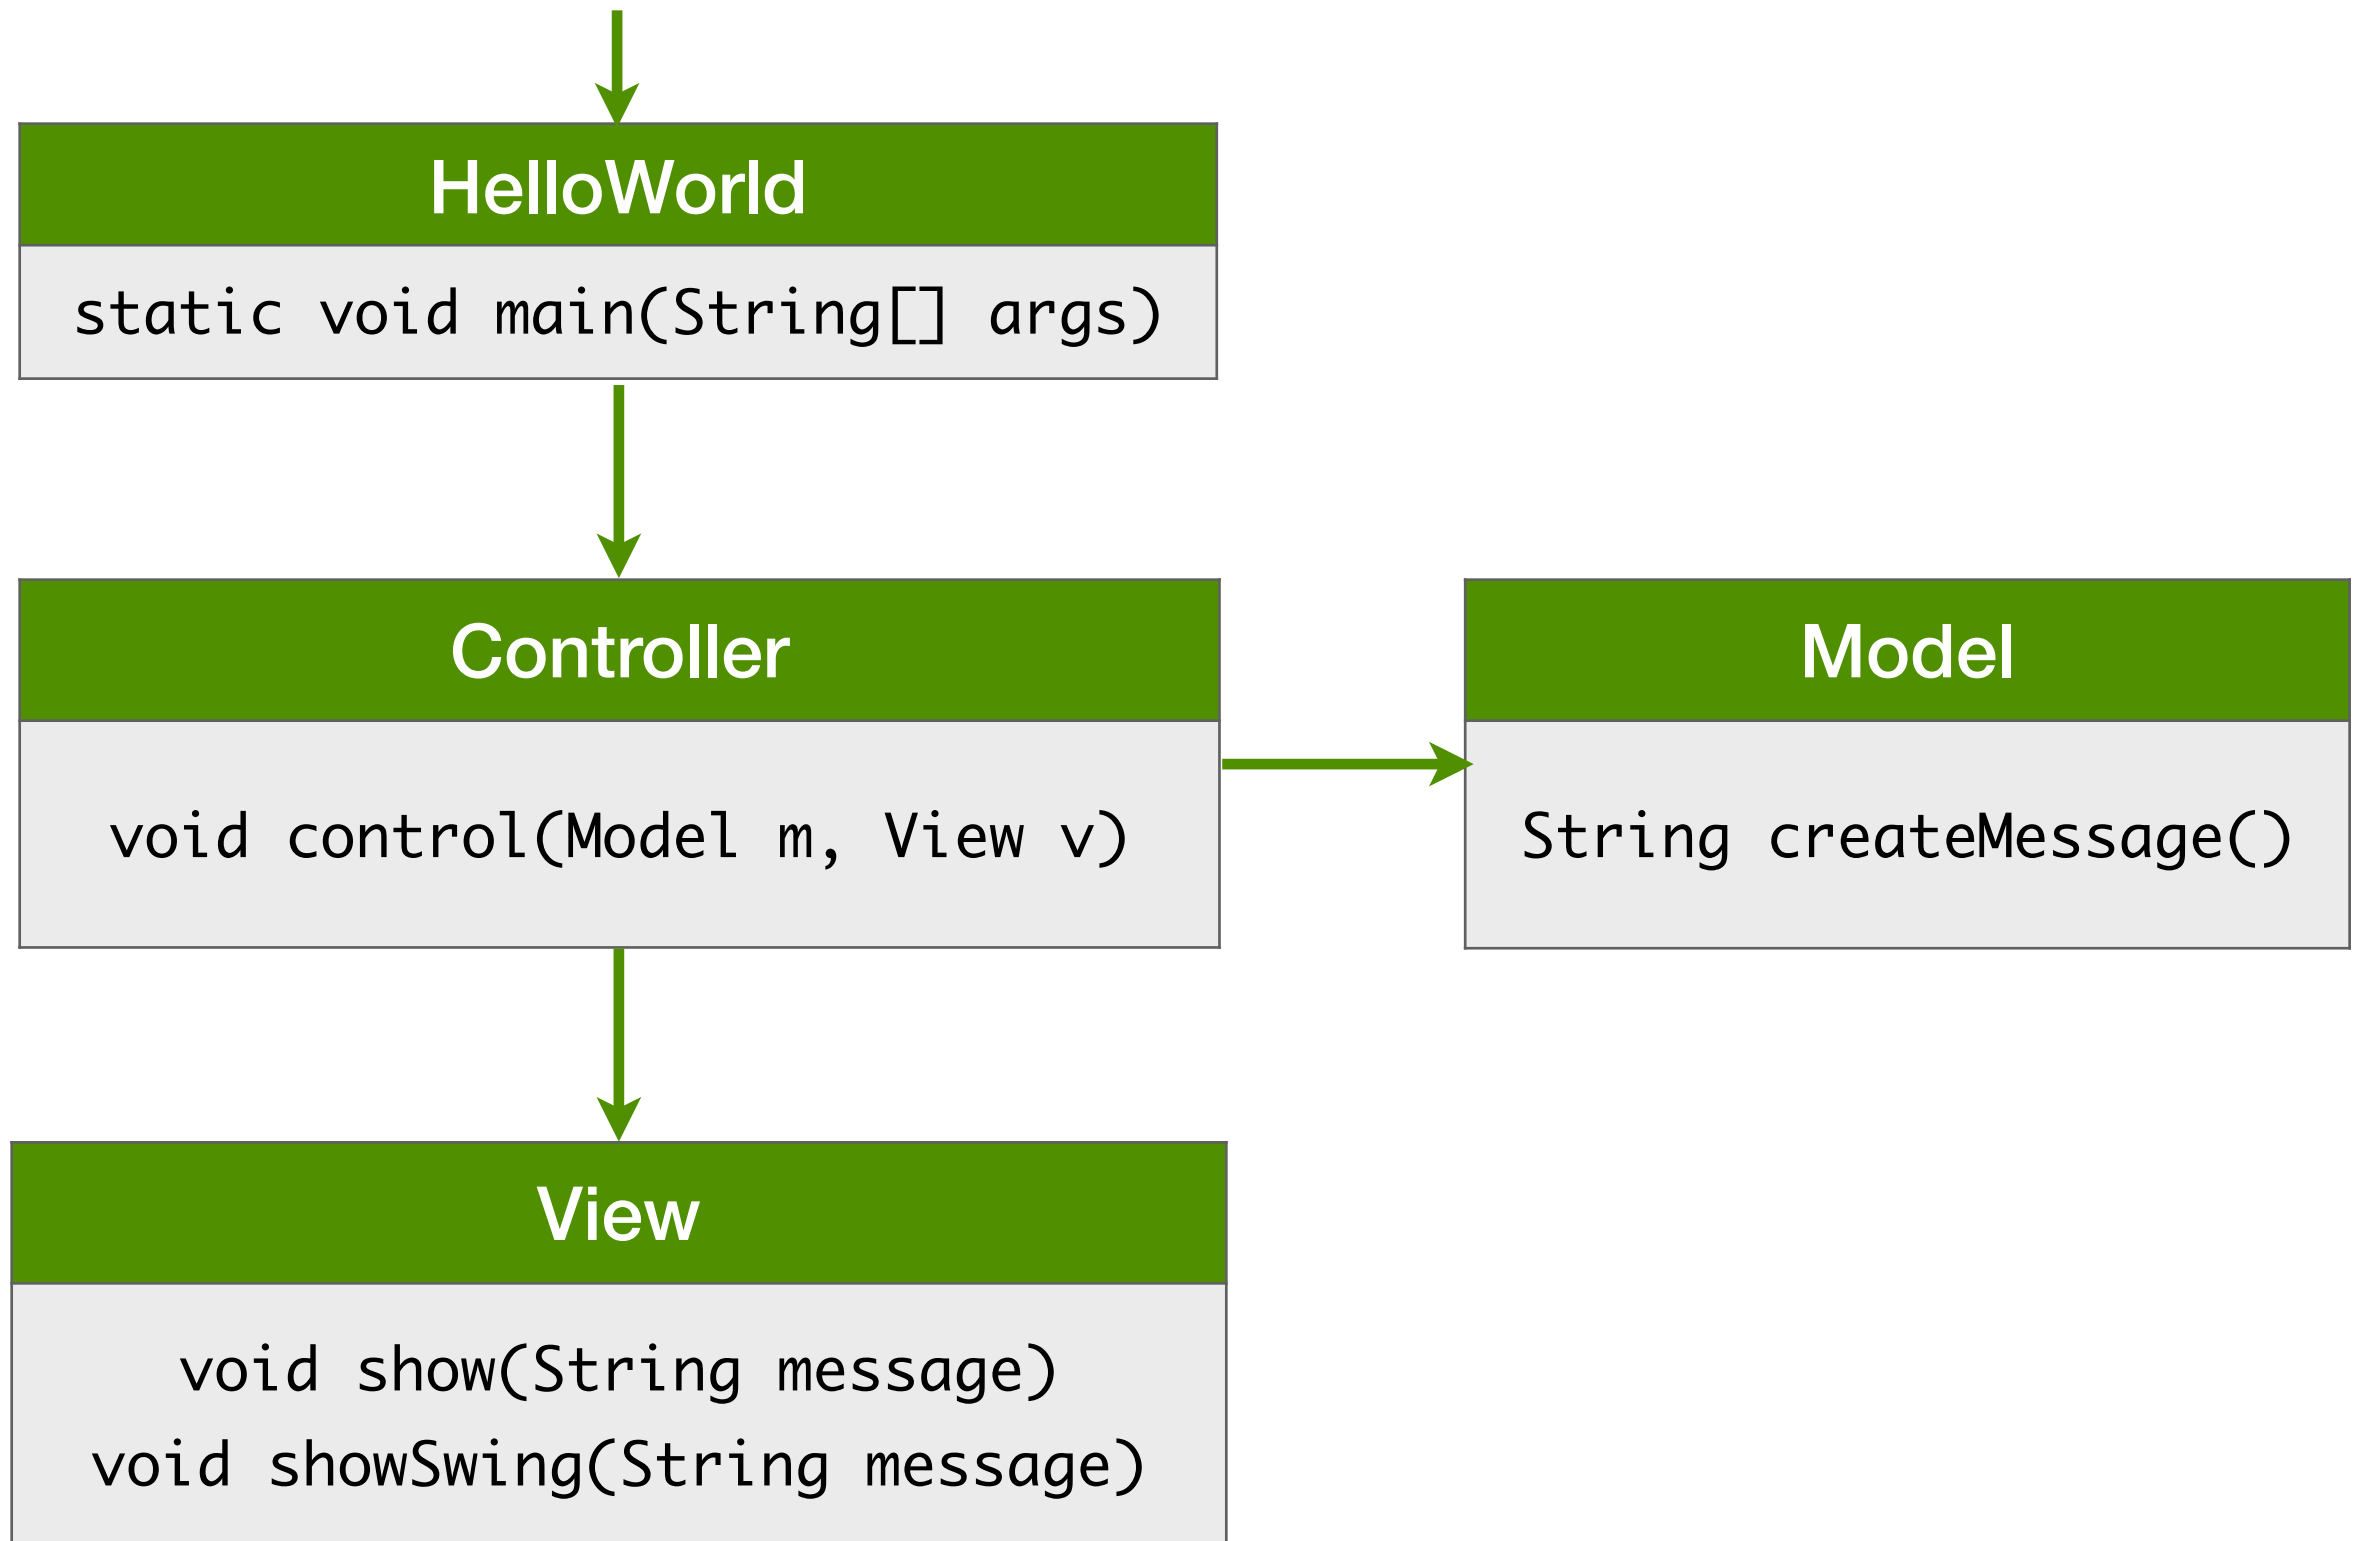 HelloWorld
static void main(String[] args)
Controller
void control(Model m, View v)
Model
String createMessage()
View
void show(String message)
void showSwing(String message)